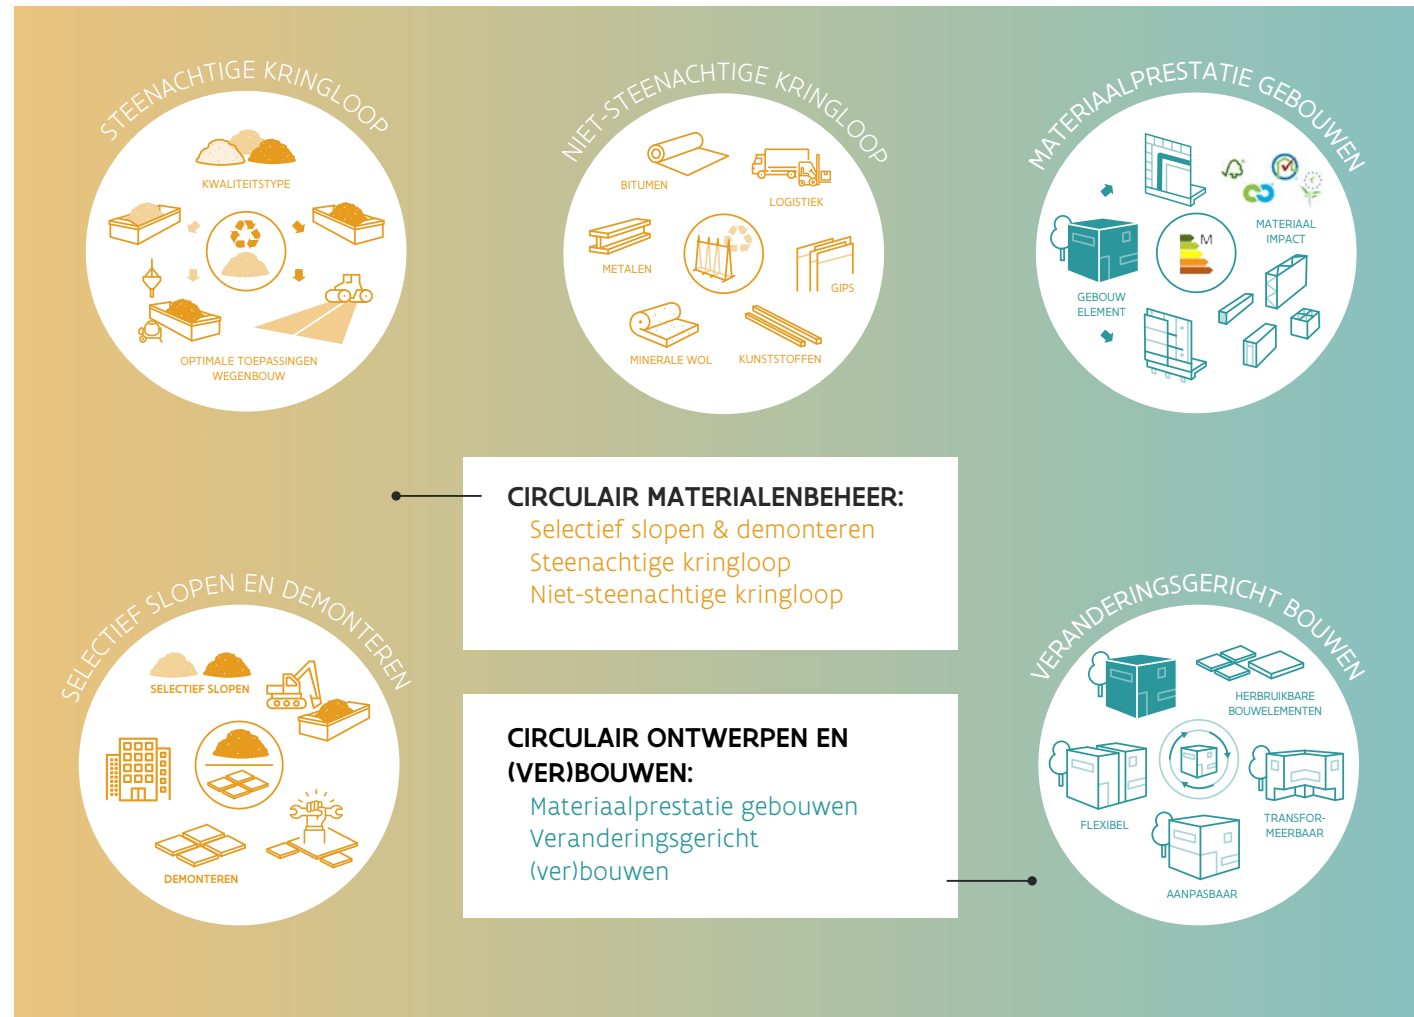 STEENACHTIGE KRINGLOOP
KWALITEITSTYPE
OPTIMALE TOEPASSINGEN
WEGENBOUW
NIET-STEENACHTIGE KRINGLOOP
BITUMEN
LOGISTIEK
METALEN
GIPS
MINERALE WOL
KUNSTSTOFFEN
MATERIAALPRESTATIE GEBOUWEN
MATERIAAL
IMPACT
M
GEBOUW
ELEMENT
CIRCULAIR MATERIALENBEHEER:
Selectief slopen & demonteren
Steenachtige kringloop
Niet-steenachtige kringloop
SELECTIEF SLOPEN EN DEMONTEREN
SELECTIEF SLOPEN
DEMONTEREN
CIRCULAIR ONTWERPEN EN
(VER)BOUWEN:
Materiaalprestatie gebouwen
Veranderingsgericht
(ver)bouwen
VERANDERINGSGERICHT BOUWEN
HERBRUIKBARE
BOUWELEMENTEN
FLEXIBEL
TRANSFOR-
MEERBAAR
AANPASBAAR